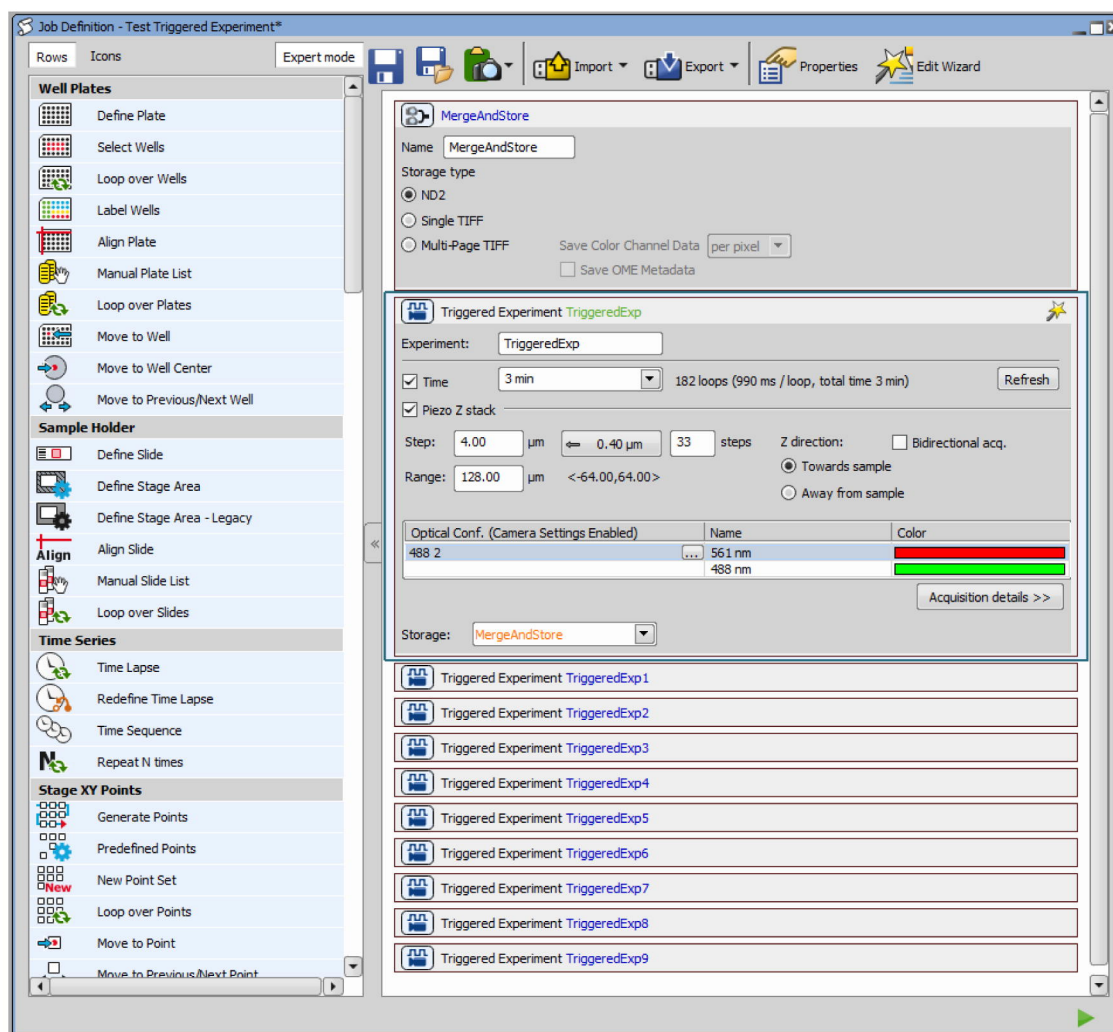 Job Definition - Test Triggered Experiment*
Rows Icons Expert mode
Import Export Properties Edit Wizard
Well Plates
Define Plate
Select Wells
Loop over Wells
Label Wells
Align Plate
Manual Plate List
Loop over Plates
Move to Well
Move to Well Center
Move to Previous/Next Well
Sample Holder
Define Slide
Define Stage Area
Define Stage Area - Legacy
Align Align Slide
Manual Slide List
Loop over Slides
Time Series
Time Lapse
Redefine Time Lapse
Time Sequence
N Repeat N times
Stage XY Points
Generate Points
Predefined Points
New New Point Set
Loop over Points
Move to Point
Move to Previous/Next Point
MergeAndStore
Name MergeAndStore
Storage type
ND2
Single TIFF
Multi-Page TIFF Save Color Channel Data per pixel
Save OME Metadata
Triggered Experiment TriggeredExp
Experiment: TriggeredExp
Time 3 min 182 loops (990 ms / loop, total time 3 min) Refresh
Piezo Z stack
Step: 4.00 µm 0.40 µm 33 steps Z direction: Bidirectional acq.
Towards sample
Range: 128.00 µm <-64.00,64.00>
Away from sample
Optical Conf. (Camera Settings Enabled) Name Color
488 2 ... 561 nm
488 nm
Acquisition details >>
Storage: MergeAndStore
Triggered Experiment TriggeredExp1
Triggered Experiment TriggeredExp2
Triggered Experiment TriggeredExp3
Triggered Experiment TriggeredExp4
Triggered Experiment TriggeredExp5
Triggered Experiment TriggeredExp6
Triggered Experiment TriggeredExp7
Triggered Experiment TriggeredExp8
Triggered Experiment TriggeredExp9